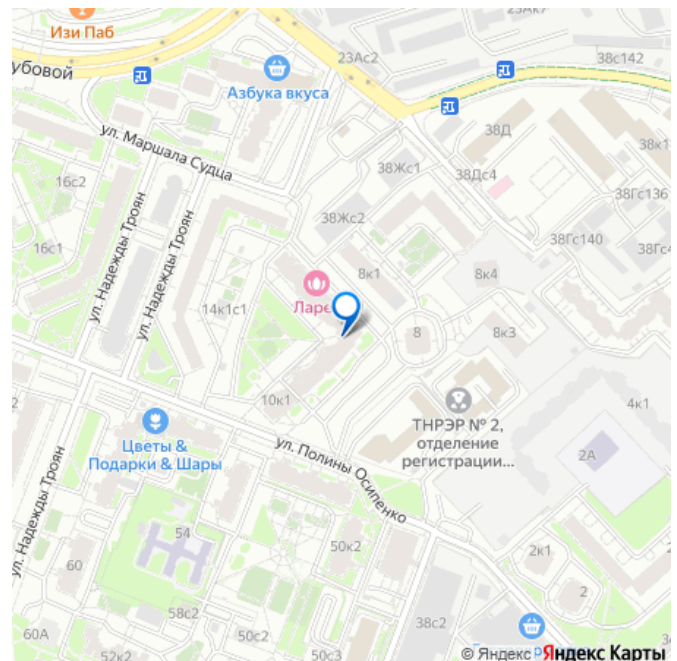 Изи Паб
23Ак7
23Ас2
38с142
убовой
Азбука вкуса
38Д
38к1
ул. Маршала Судца
38Жс1
38Дс4
16с2
38Гс136
38Жс2
ул. Надежды Троян
ул. Надежды Троян
38Гс140
16с1
38Гс4
8к1
8к4
Ларе
14к1с1
8
8к3
10к1
4к1
ТНРЭР № 2,
отделение
регистрации...
2
Цветы &
Подарки & Шары
ул. Полины Осипенко
2А
ул. Надежды Троян
54
50к2
2к1
60
2
58с2
38с2
60А
50с2
52к2
50с3
© Яндекс Яндекс Карты